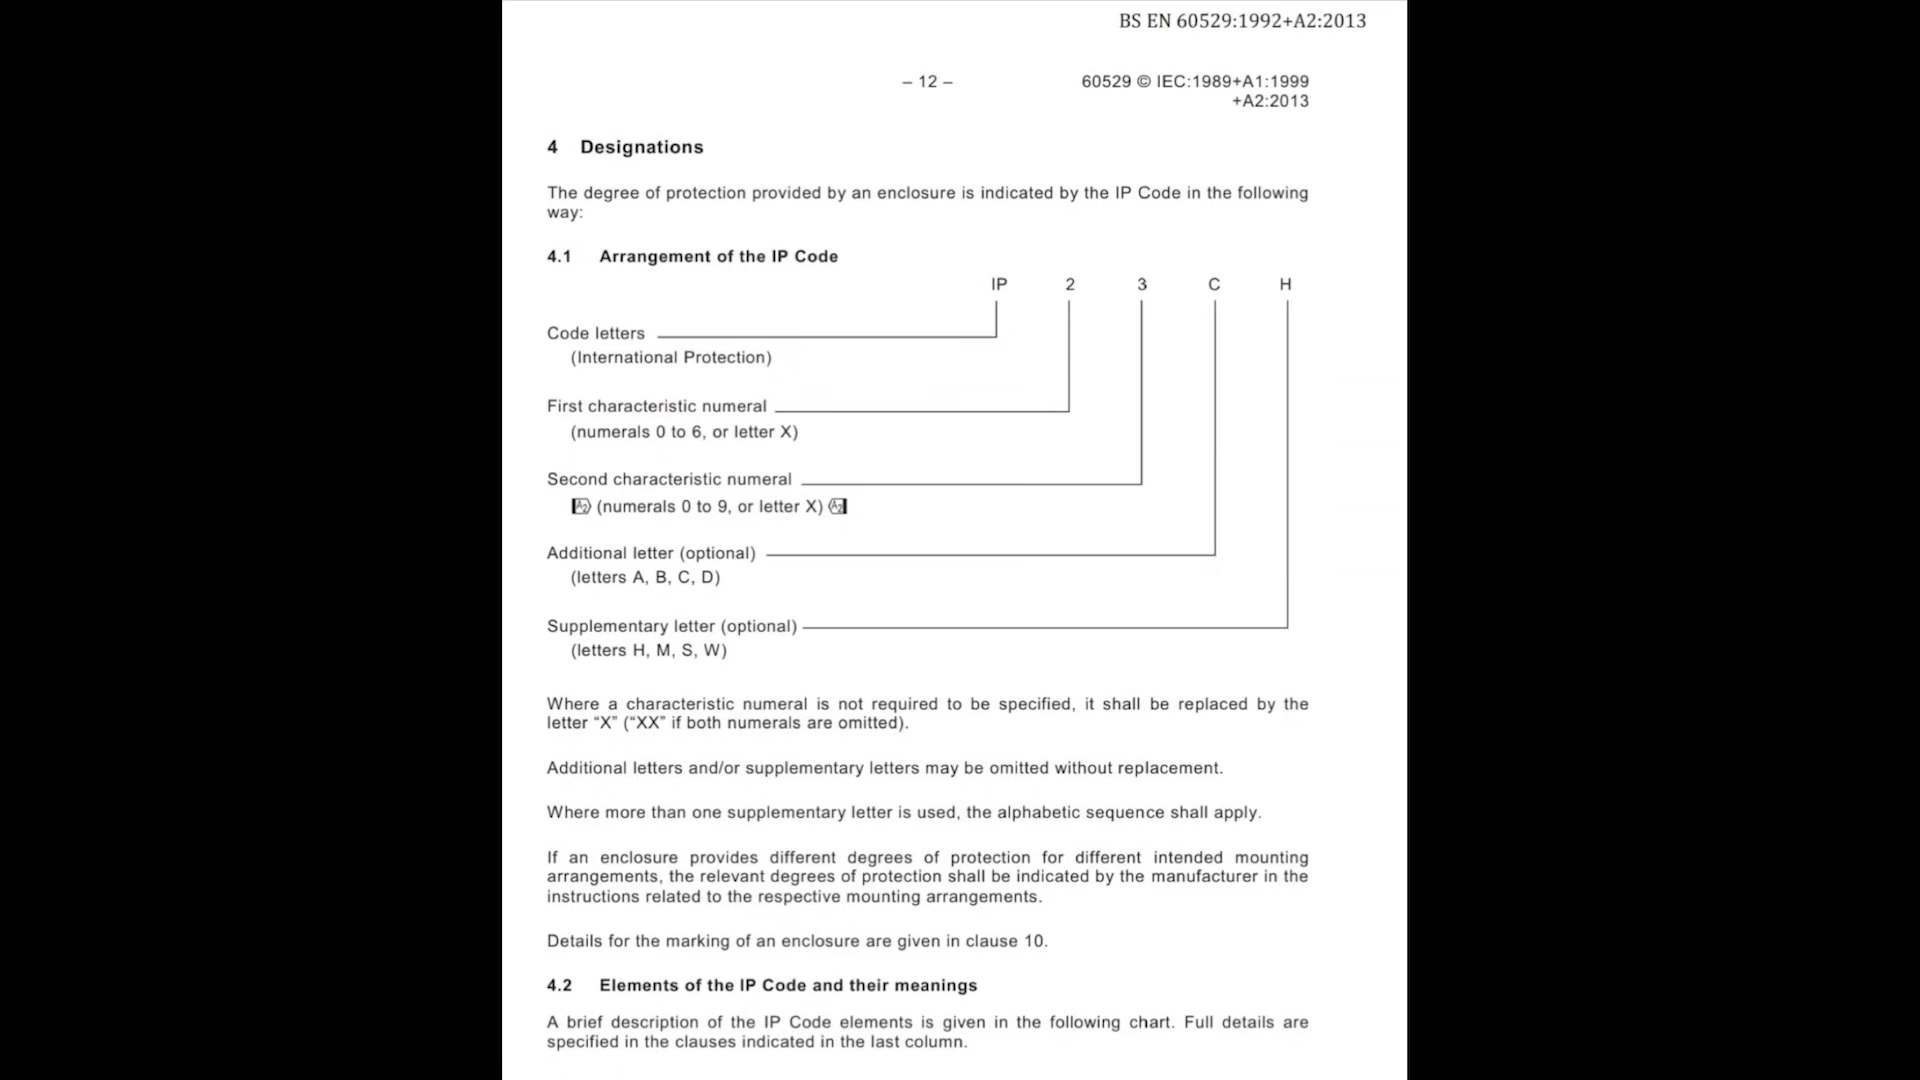 BS EN 60529:1992+A2:2013
– 12 –
60529 © IEC:1989+A1:1999
+A2:2013
4 Designations
The degree of protection provided by an enclosure is indicated by the IP Code in the following
way:
4.1 Arrangement of the IP Code
IP 2 3 C H
Code letters
(International Protection)
First characteristic numeral
(numerals 0 to 6, or letter X)
Second characteristic numeral
A2 (numerals 0 to 9, or letter X) A2
Additional letter (optional)
(letters A, B, C, D)
Supplementary letter (optional)
(letters H, M, S, W)
Where a characteristic numeral is not required to be specified, it shall be replaced by the
letter “X” (“XX” if both numerals are omitted).
Additional letters and/or supplementary letters may be omitted without replacement.
Where more than one supplementary letter is used, the alphabetic sequence shall apply.
If an enclosure provides different degrees of protection for different intended mounting
arrangements, the relevant degrees of protection shall be indicated by the manufacturer in the
instructions related to the respective mounting arrangements.
Details for the marking of an enclosure are given in clause 10.
4.2 Elements of the IP Code and their meanings
A brief description of the IP Code elements is given in the following chart. Full details are
specified in the clauses indicated in the last column.